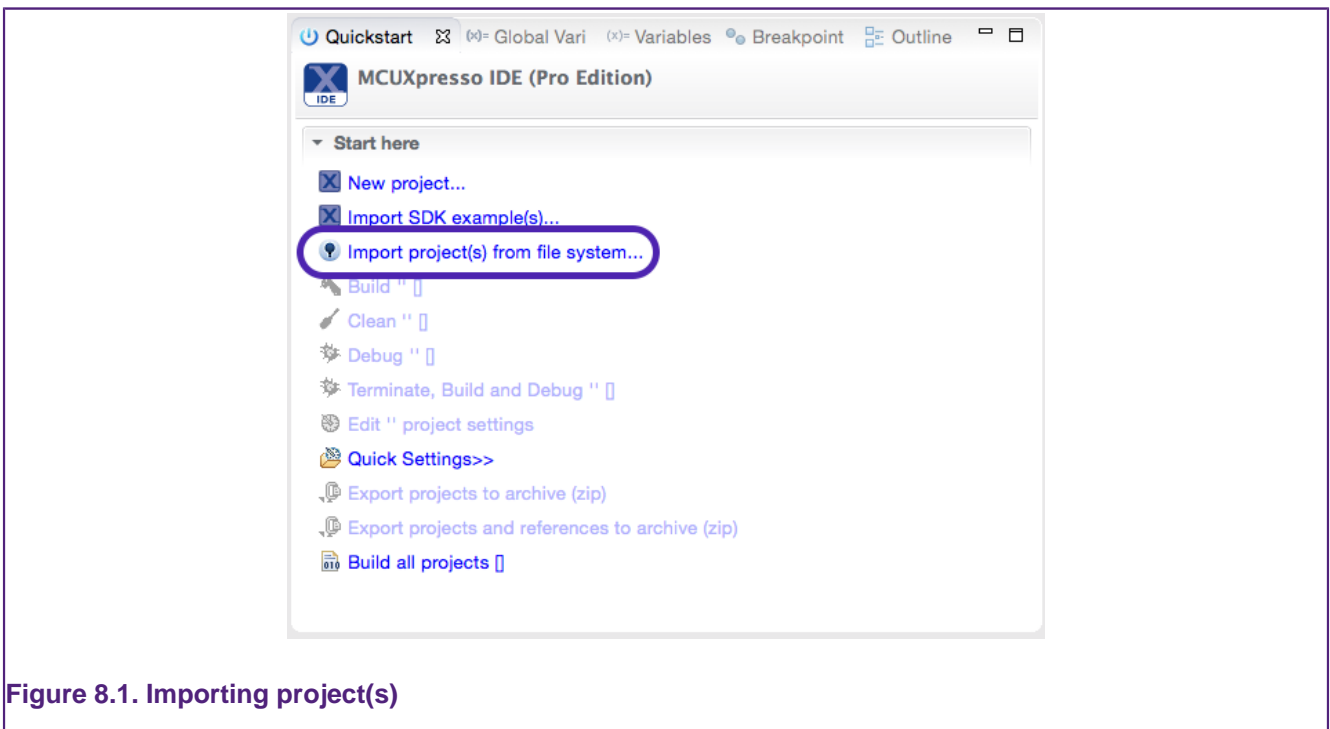 Quickstart (x)= Global Vari (x)= Variables Breakpoint Outline
IDE MCUXpresso IDE (Pro Edition)
Start here
New project...
Import SDK example(s)...
Import project(s) from file system...
Build '' []
Clean '' []
Debug '' []
Terminate, Build and Debug '' []
Edit '' project settings
Quick Settings>>
Export projects to archive (zip)
Export projects and references to archive (zip)
010 Build all projects []
Figure 8.1. Importing project(s)